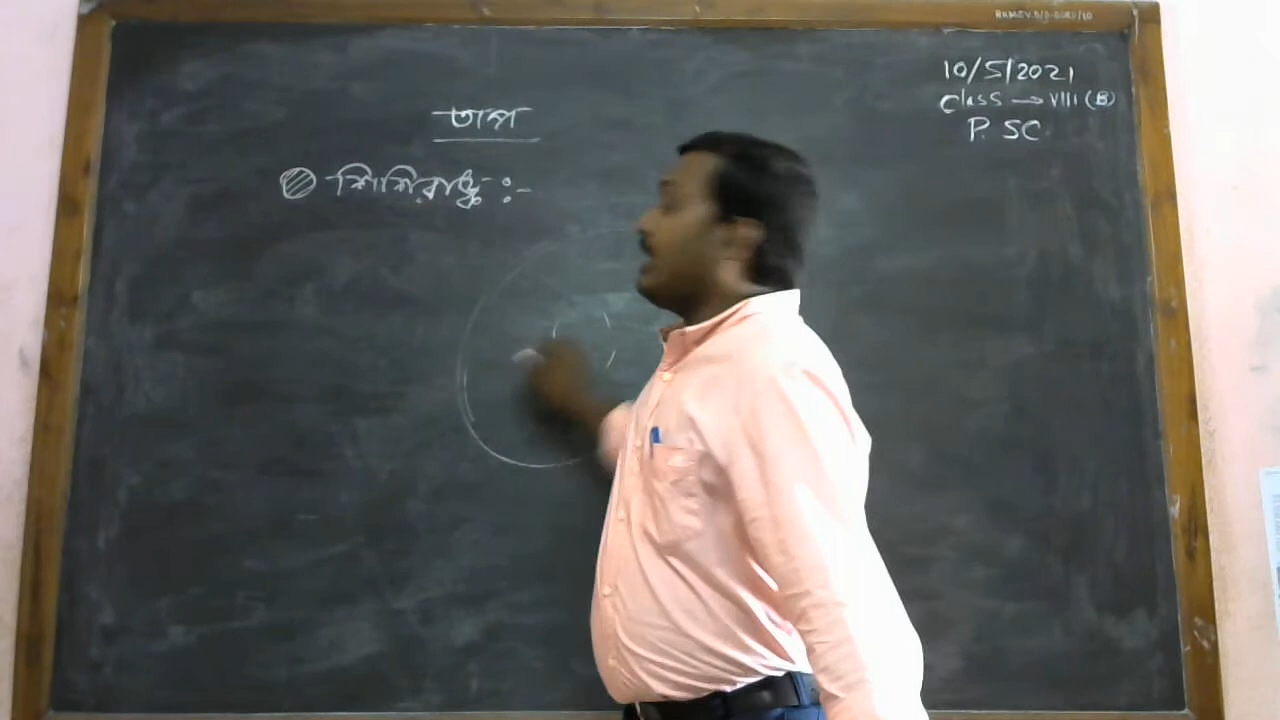 10/5/2021
Class → VIII (B)
P. SC
তাপ
শিশিরাঙ্ক :-